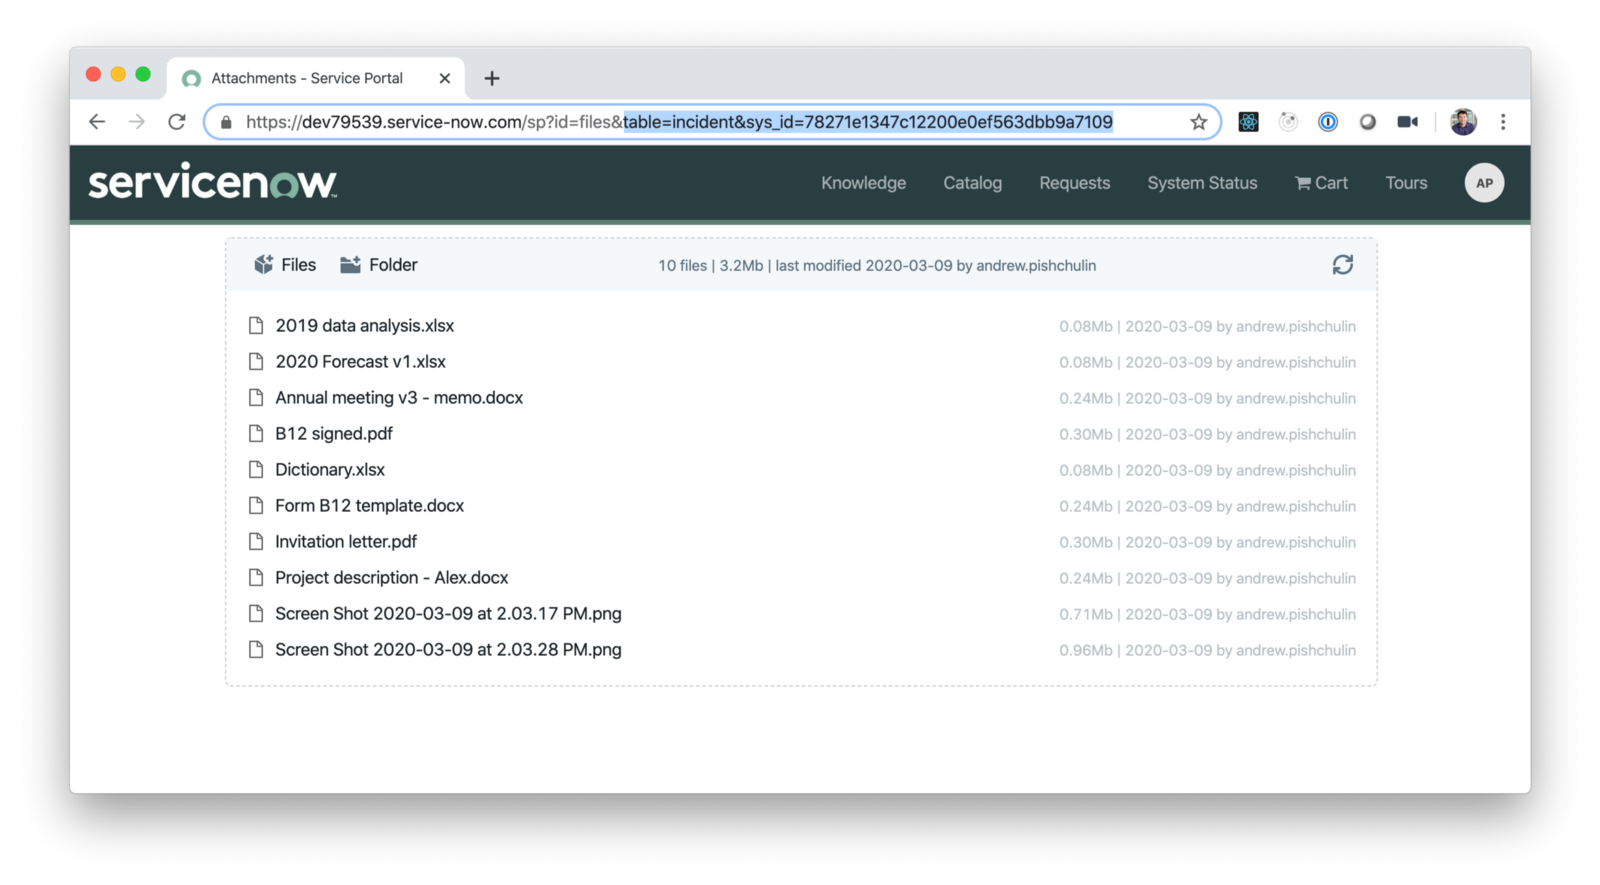 Attachments - Service Portal
https://dev79539.service-now.com/sp?id=files&table=incident&sys_id=78271e1347c12200e0ef563dbb9a7109
servicenow™ Knowledge Catalog Requests System Status Cart Tours AP
Files Folder 10 files | 3.2Mb | last modified 2020-03-09 by andrew.pishchulin
2019 data analysis.xlsx 0.08Mb | 2020-03-09 by andrew.pishchulin
2020 Forecast v1.xlsx 0.08Mb | 2020-03-09 by andrew.pishchulin
Annual meeting v3 - memo.docx 0.24Mb | 2020-03-09 by andrew.pishchulin
B12 signed.pdf 0.30Mb | 2020-03-09 by andrew.pishchulin
Dictionary.xlsx 0.08Mb | 2020-03-09 by andrew.pishchulin
Form B12 template.docx 0.24Mb | 2020-03-09 by andrew.pishchulin
Invitation letter.pdf 0.30Mb | 2020-03-09 by andrew.pishchulin
Project description - Alex.docx 0.24Mb | 2020-03-09 by andrew.pishchulin
Screen Shot 2020-03-09 at 2.03.17 PM.png 0.71Mb | 2020-03-09 by andrew.pishchulin
Screen Shot 2020-03-09 at 2.03.28 PM.png 0.96Mb | 2020-03-09 by andrew.pishchulin